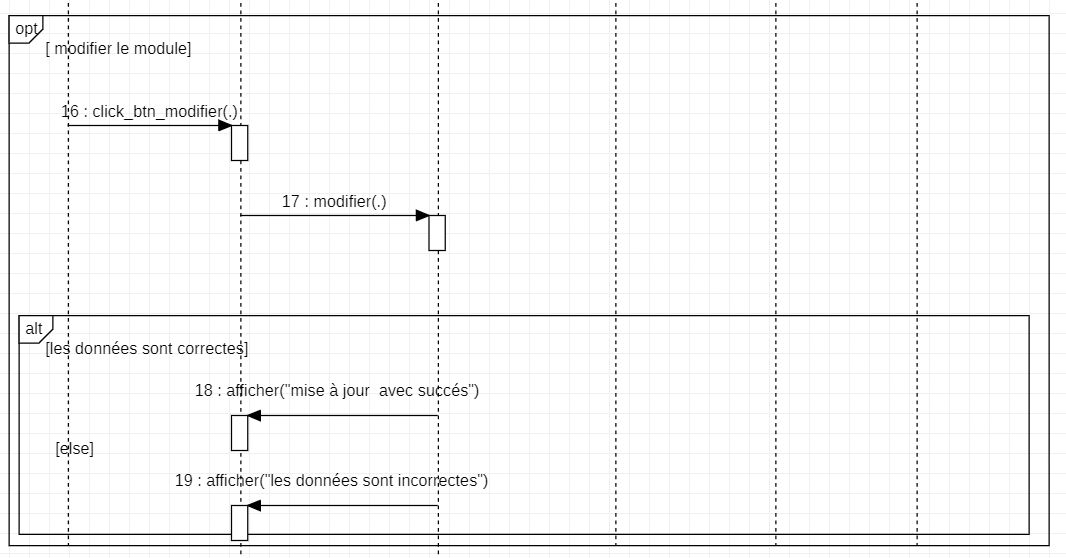 opt
[ modifier le module]
16 : click_btn_modifier(.)
17 : modifier(.)
alt
[les données sont correctes]
18 : afficher("mise à jour  avec succés")
[else]
19 : afficher("les données sont incorrectes")